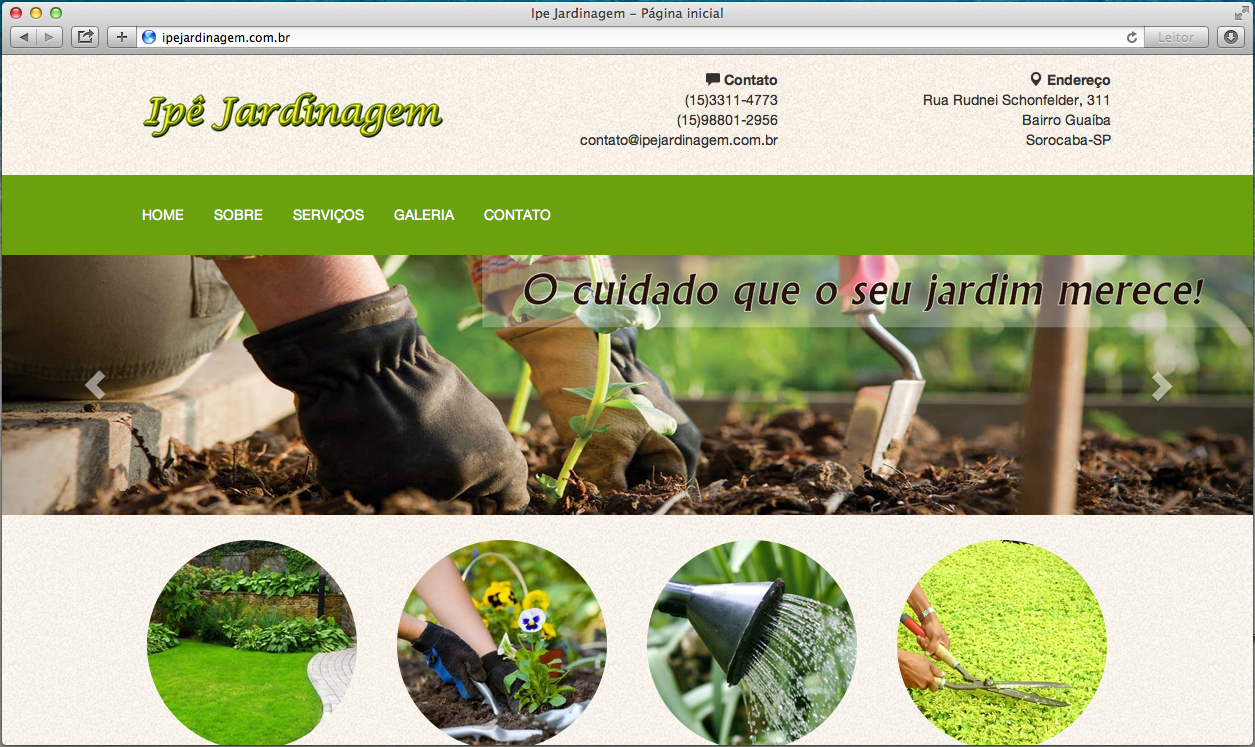 Ipe Jardinagem – Página inicial
ipejardinagem.com.br
Leitor
Ipê Jardinagem
Contato
(15)3311-4773
(15)98801-2956
contato@ipejardinagem.com.br
Endereço
Rua Rudnei Schonfelder, 311
Bairro Guaíba
Sorocaba-SP
HOME SOBRE SERVIÇOS GALERIA CONTATO
O cuidado que o seu jardim merece!